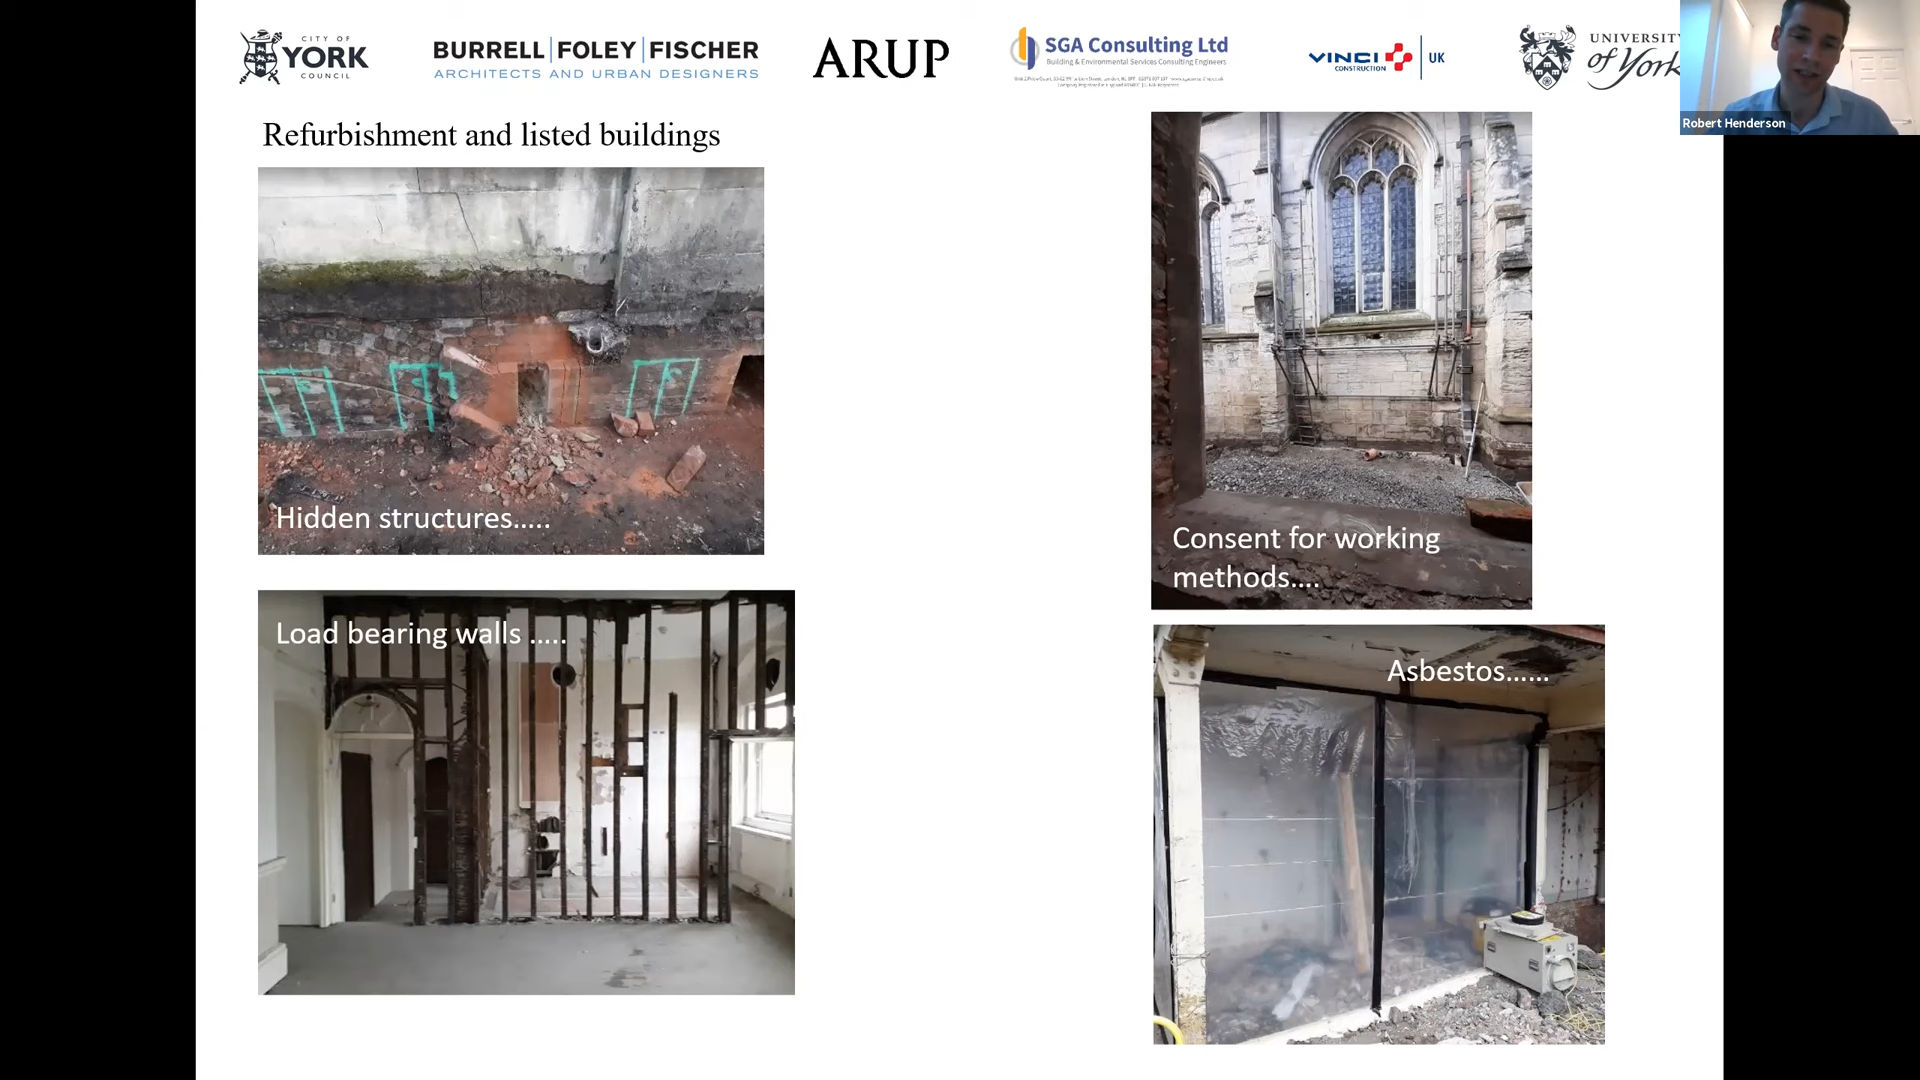 CITY OF
YORK
COUNCIL
BURRELL|FOLEY|FISCHER
ARCHITECTS AND URBAN DESIGNERS
ARUP
SGA Consulting Ltd
Building & Environmental Services Consulting Engineers
VINCI
CONSTRUCTION
UK
UNIVERSITY
of York
Robert Henderson
Refurbishment and listed buildings
Hidden structures.....
Consent for working
methods....
Load bearing walls .....
Asbestos......